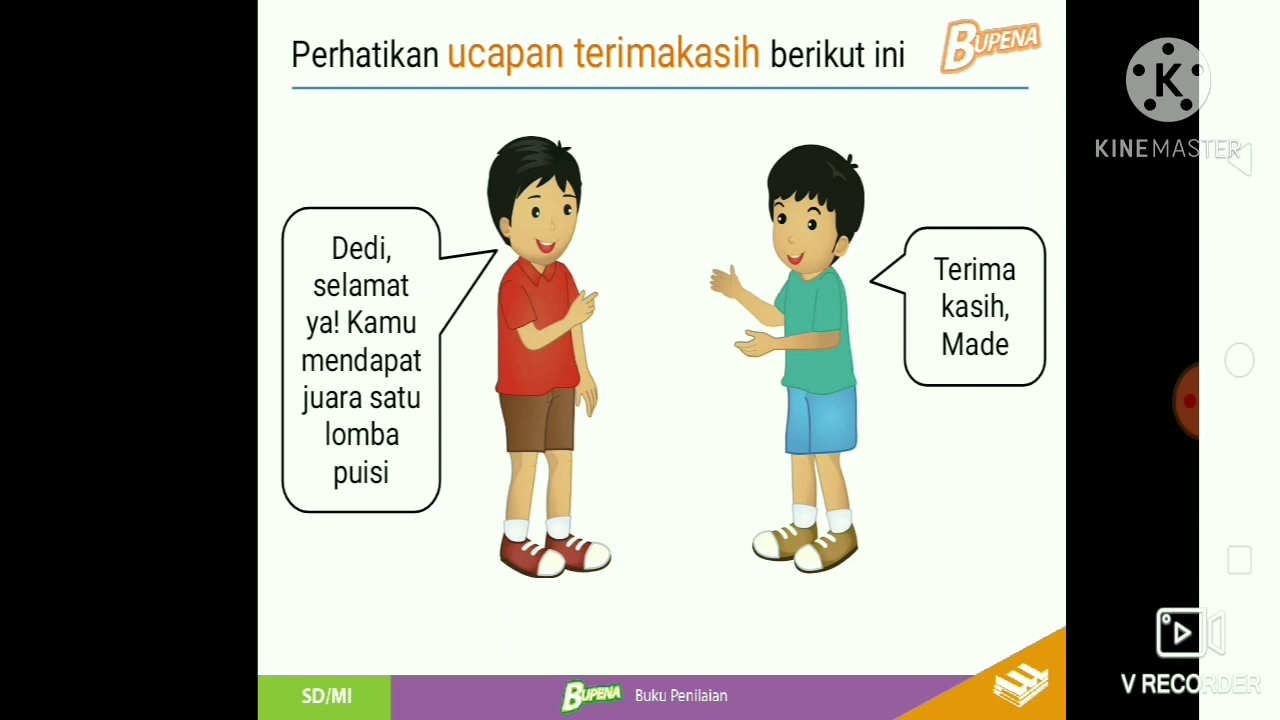 Perhatikan ucapan terimakasih berikut ini
BUPENA
K
KINEMASTER
Dedi,
selamat
ya! Kamu
mendapat
juara satu
lomba
puisi
Terima
kasih,
Made
SD/MI
BUPENA Buku Penilaian
V RECORDER